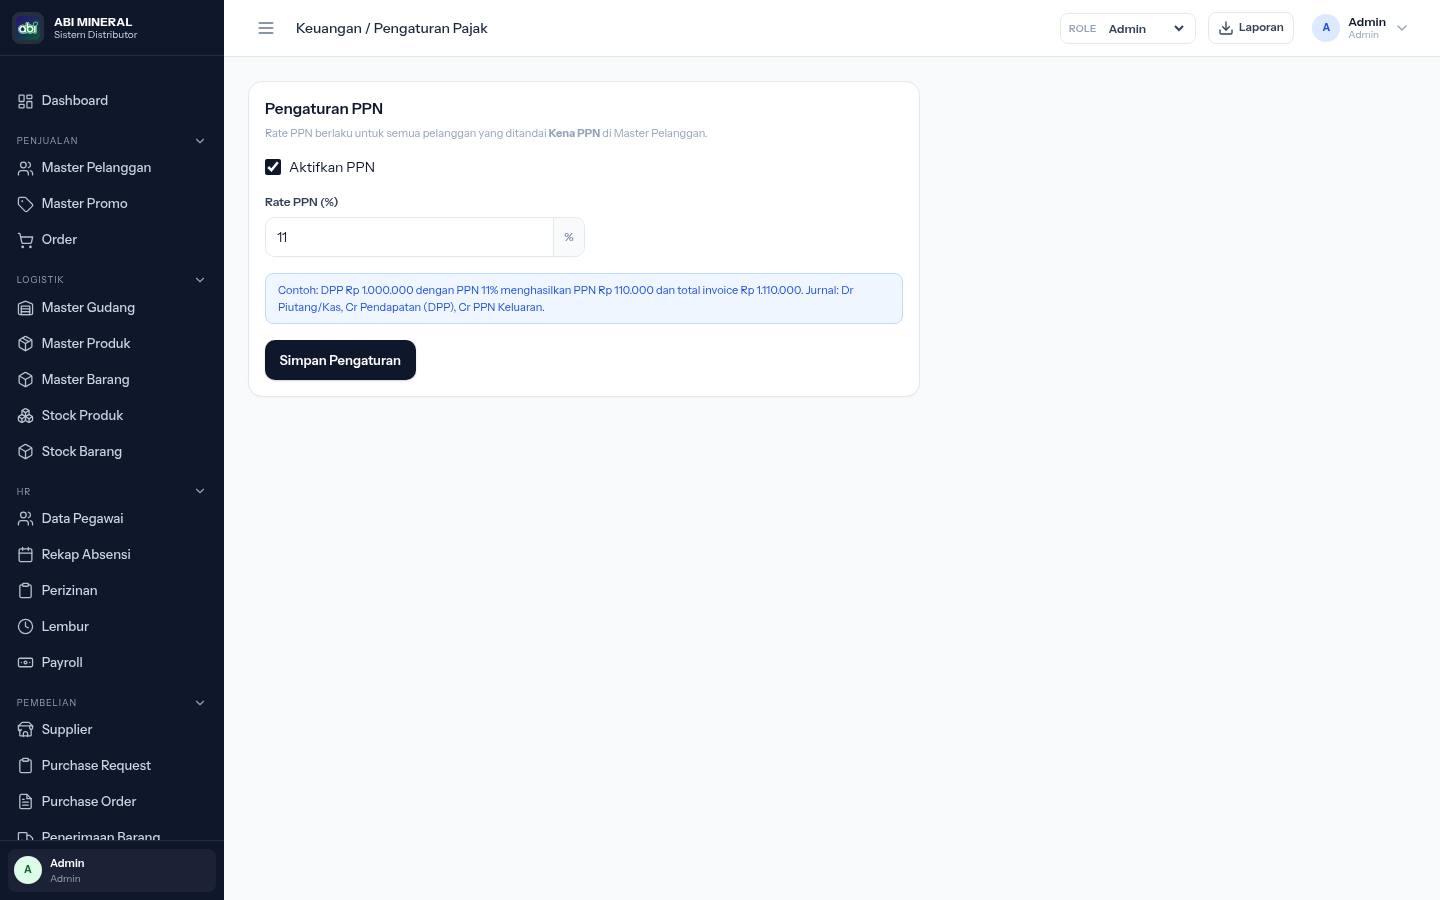 abi
ABI MINERAL
Sistem Distributor
Dashboard
PENJUALAN
Master Pelanggan
Master Promo
Order
LOGISTIK
Master Gudang
Master Produk
Master Barang
Stock Produk
Stock Barang
HR
Data Pegawai
Rekap Absensi
Perizinan
Lembur
Payroll
PEMBELIAN
Supplier
Purchase Request
Purchase Order
Penerimaan Barang
A
Admin
Admin
Keuangan / Pengaturan Pajak
ROLE Admin
Laporan
A
Admin
Admin
Pengaturan PPN
Rate PPN berlaku untuk semua pelanggan yang ditandai Kena PPN di Master Pelanggan.
Aktifkan PPN
Rate PPN (%)
11 %
Contoh: DPP Rp 1.000.000 dengan PPN 11% menghasilkan PPN Rp 110.000 dan total invoice Rp 1.110.000. Jurnal: Dr
Piutang/Kas, Cr Pendapatan (DPP), Cr PPN Keluaran.
Simpan Pengaturan